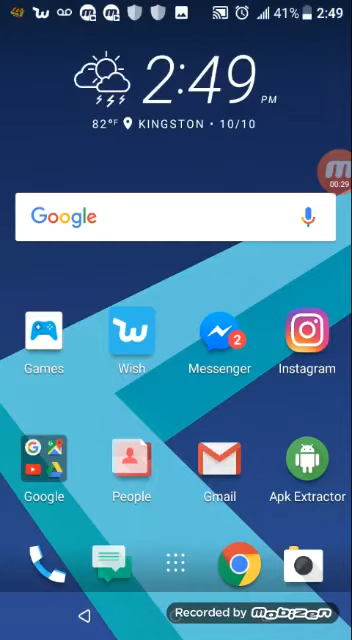 41% 2:49
2:49 PM
82°F KINGSTON • 10/10
00:29
Google
Games Wish Messenger Instagram
2
Google People Gmail Apk Extractor
Recorded by mobizen